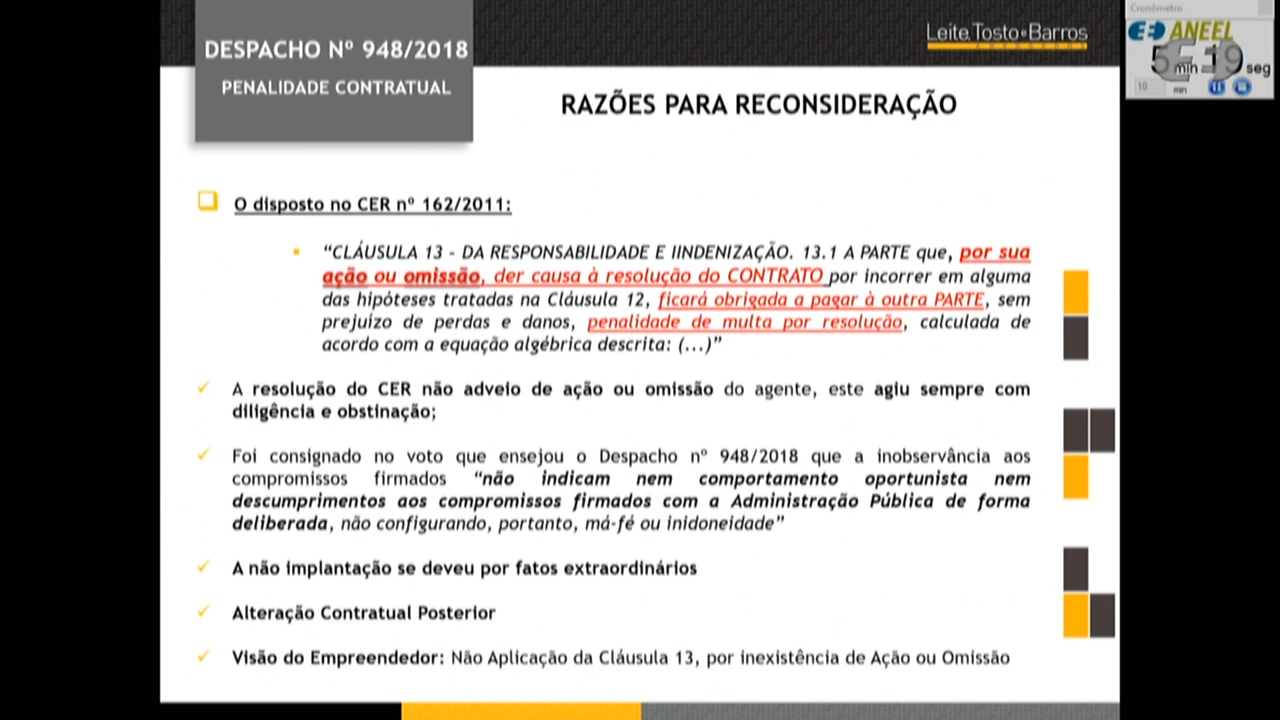 DESPACHO Nº 948/2018
PENALIDADE CONTRATUAL
Leite,Tosto e Barros
ADVOGADOS
Cronômetro
ANEEL
5 min 19 seg
10 min
RAZÕES PARA RECONSIDERAÇÃO
O disposto no CER nº 162/2011:
“CLÁUSULA 13 - DA RESPONSABILIDADE E IINDENIZAÇÃO. 13.1 A PARTE que, por sua
ação ou omissão, der causa à resolução do CONTRATO por incorrer em alguma
das hipóteses tratadas na Cláusula 12, ficará obrigada a pagar à outra PARTE, sem
prejuízo de perdas e danos, penalidade de multa por resolução, calculada de
acordo com a equação algébrica descrita: (...)”
A resolução do CER não adveio de ação ou omissão do agente, este agiu sempre com
diligência e obstinação;
Foi consignado no voto que ensejou o Despacho nº 948/2018 que a inobservância aos
compromissos firmados “não indicam nem comportamento oportunista nem
descumprimentos aos compromissos firmados com a Administração Pública de forma
deliberada, não configurando, portanto, má-fé ou inidoneidade”
A não implantação se deveu por fatos extraordinários
Alteração Contratual Posterior
Visão do Empreendedor: Não Aplicação da Cláusula 13, por inexistência de Ação ou Omissão